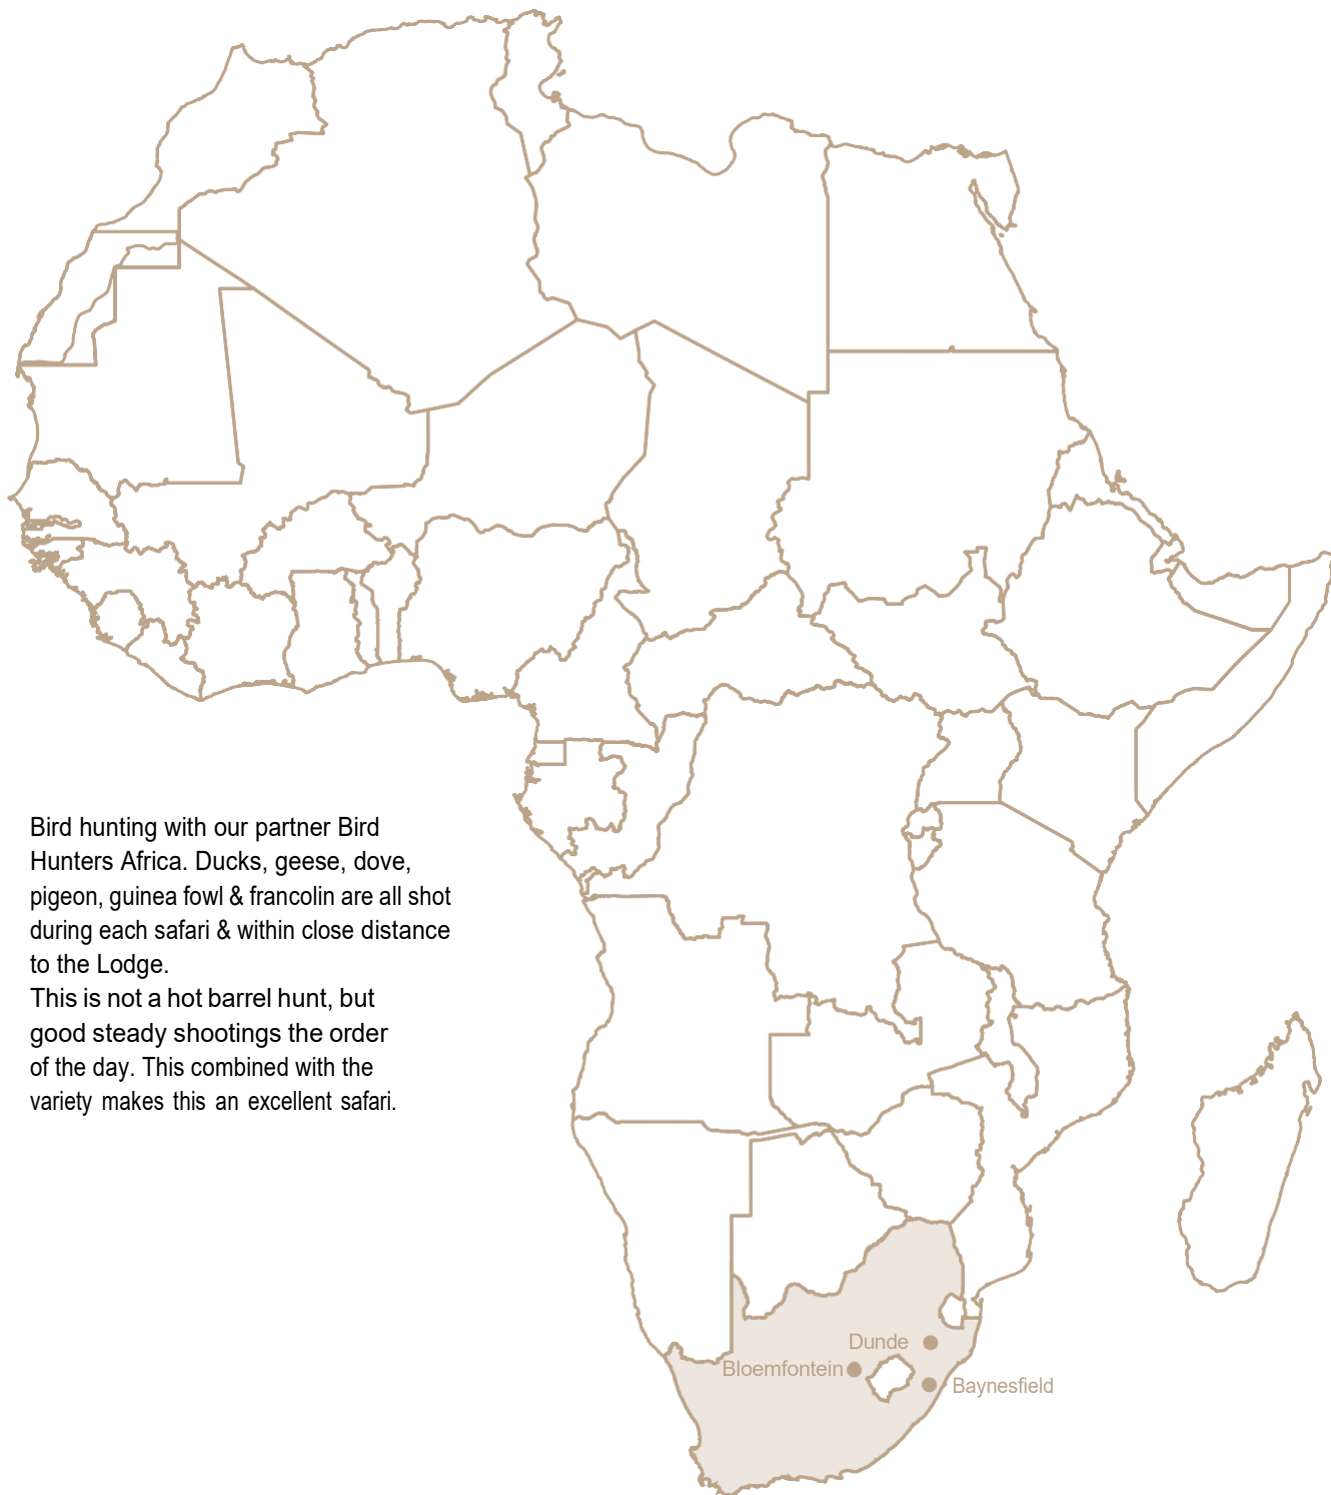 Bird hunting with our partner Bird
Hunters Africa. Ducks, geese, dove,
pigeon, guinea fowl & francolin are all shot
during each safari & within close distance
to the Lodge.
This is not a hot barrel hunt, but
good steady shootings the order
of the day. This combined with the
variety makes this an excellent safari.
Dunde
Bloemfontein
Baynesfield